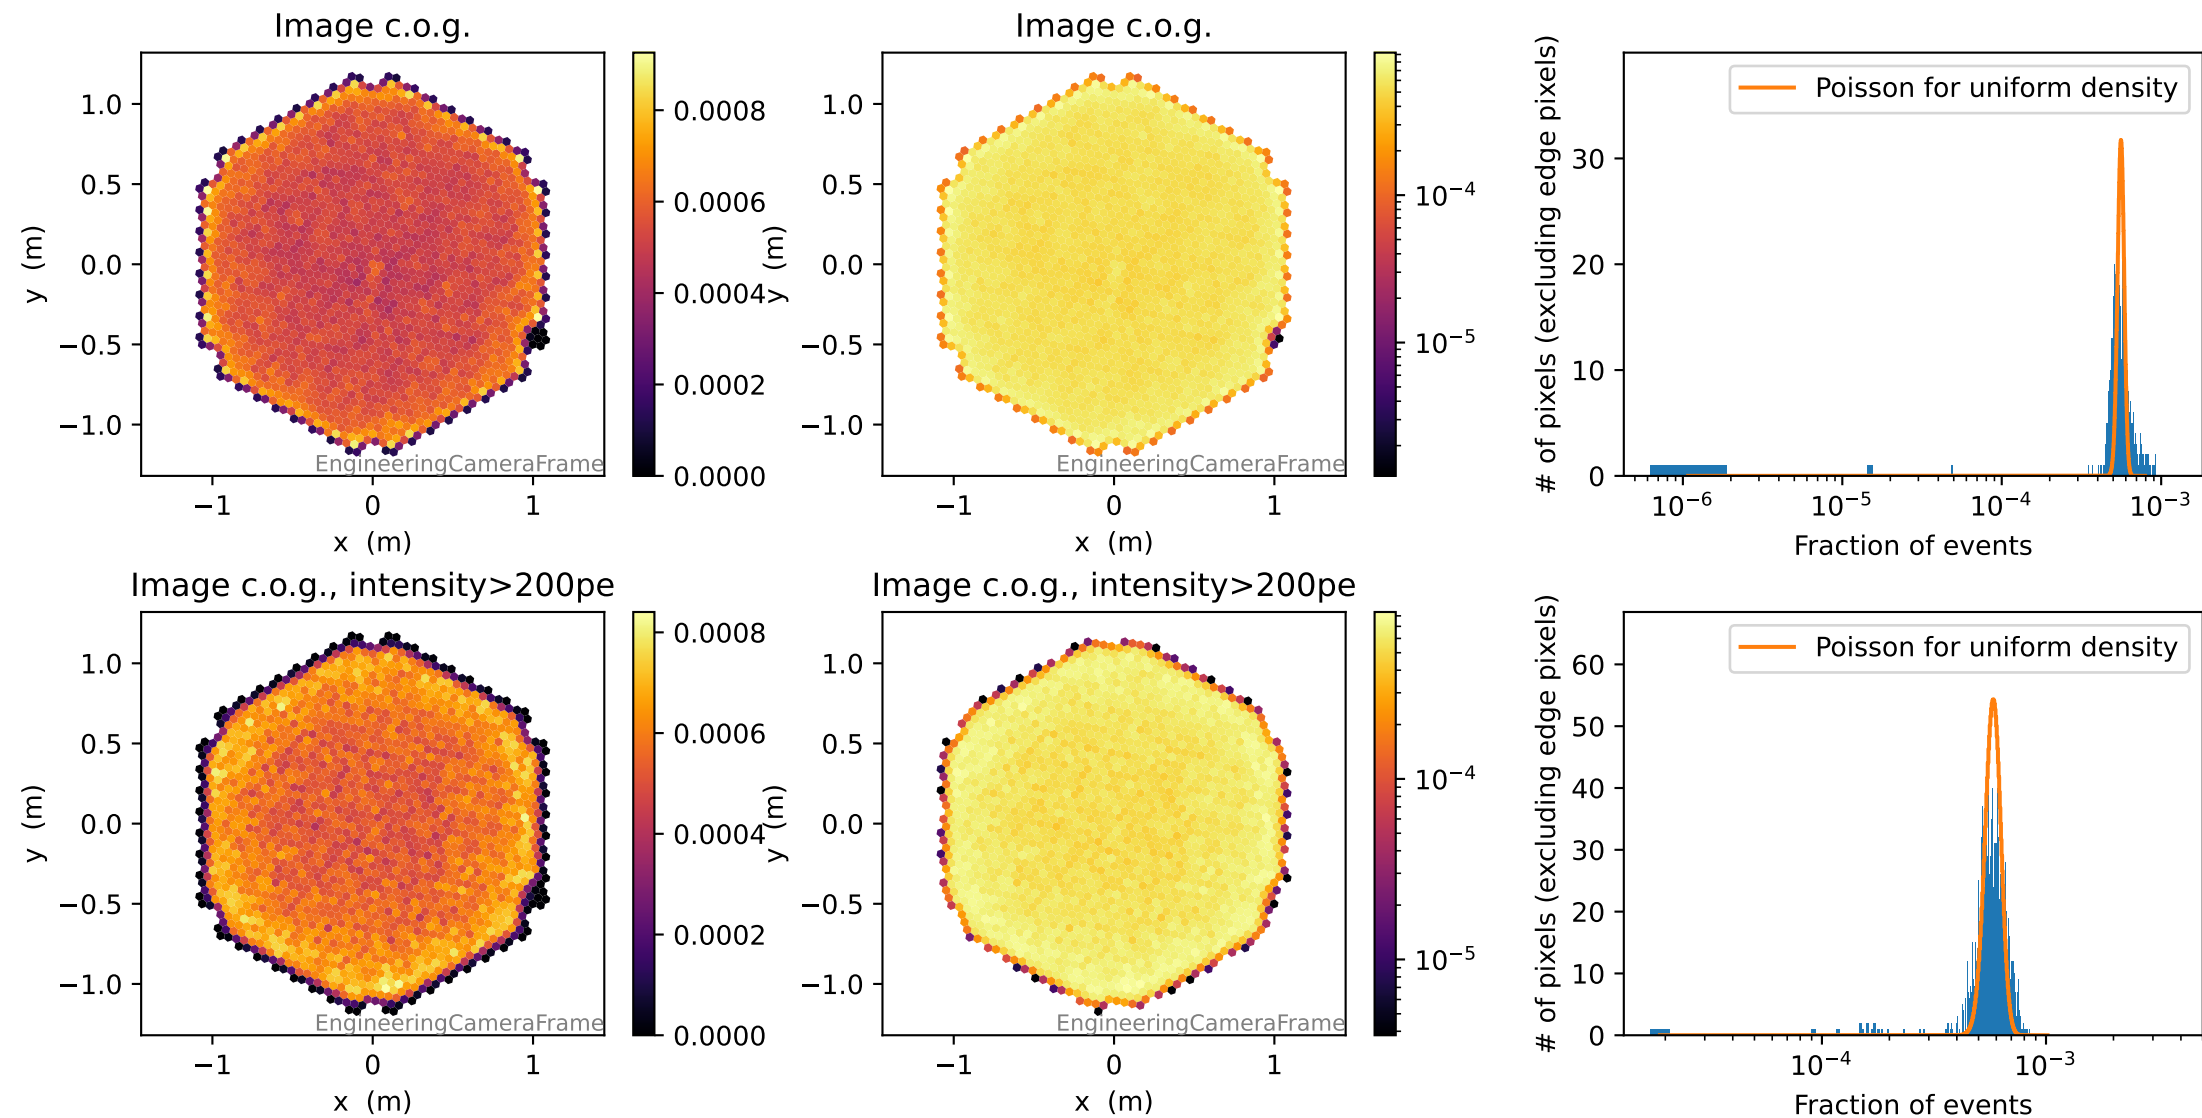 Image c.o.g.
1.0
0.5
0.0
−0.5
−1.0
y (m)
−1
0
1
x (m)
EngineeringCameraFrame
0.0008
0.0006
0.0004
0.0002
0.0000
Image c.o.g.
1.0
0.5
0.0
−0.5
−1.0
y (m)
−1
0
1
x (m)
EngineeringCameraFrame
10⁻⁴
10⁻⁵
# of pixels (excluding edge pixels)
30
20
10
0
Poisson for uniform density
10⁻⁶
10⁻⁵
10⁻⁴
10⁻³
Fraction of events
Image c.o.g., intensity>200pe
1.0
0.5
0.0
−0.5
−1.0
y (m)
−1
0
1
x (m)
EngineeringCameraFrame
0.0008
0.0006
0.0004
0.0002
0.0000
Image c.o.g., intensity>200pe
1.0
0.5
0.0
−0.5
−1.0
y (m)
−1
0
1
x (m)
EngineeringCameraFrame
10⁻⁴
10⁻⁵
# of pixels (excluding edge pixels)
60
50
40
30
20
10
0
Poisson for uniform density
10⁻⁴
10⁻³
Fraction of events